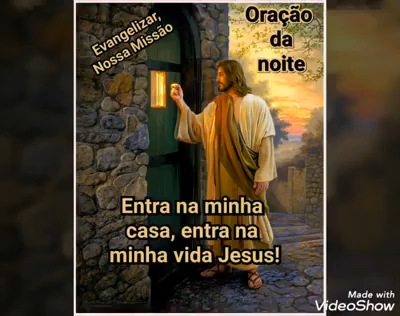 Evangelizar,
Nossa Missão
Oração
da
noite
Entra na minha
casa, entra na
minha vida Jesus!
Made with
VideoShow